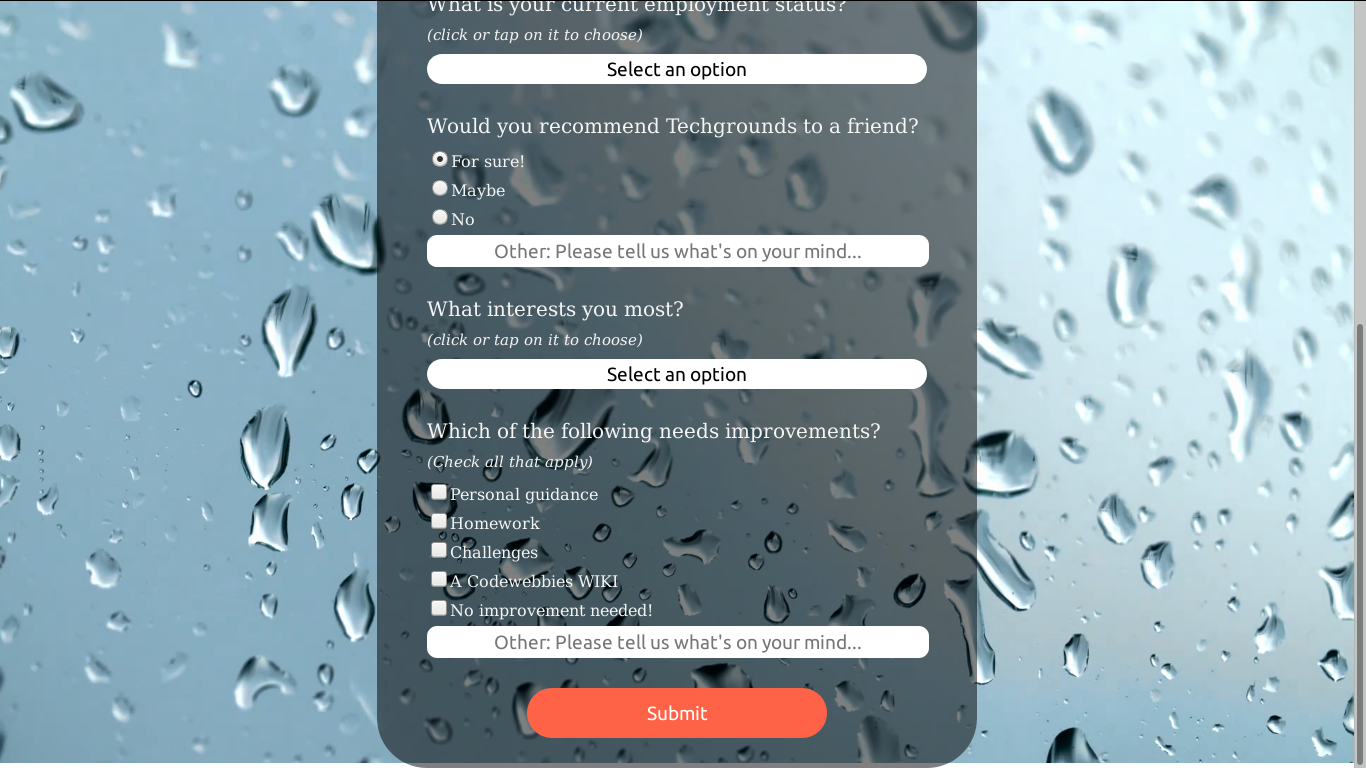 What is your current employment status?
(click or tap on it to choose)
Select an option
Would you recommend Techgrounds to a friend?
For sure!
Maybe
No
Other: Please tell us what's on your mind...
What interests you most?
(click or tap on it to choose)
Select an option
Which of the following needs improvements?
(Check all that apply)
Personal guidance
Homework
Challenges
A Codewebbies WIKI
No improvement needed!
Other: Please tell us what's on your mind...
Submit